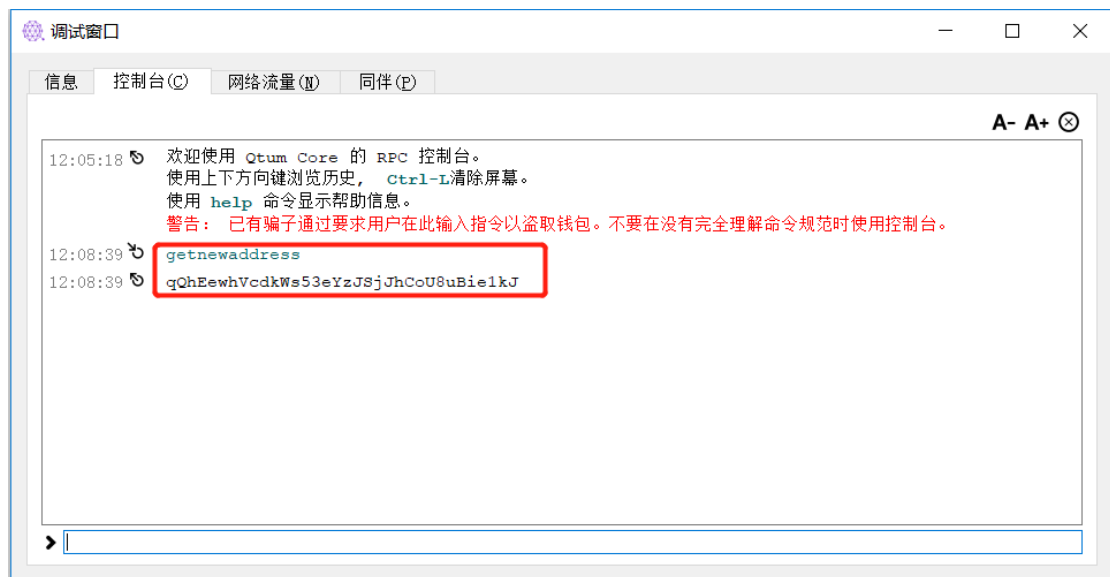 调试窗口
信息 控制台(C) 网络流量(N) 同伴(P)
A- A+
12:05:18 欢迎使用 Qtum Core 的 RPC 控制台。
使用上下方向键浏览历史, Ctrl-L清除屏幕。
使用 help 命令显示帮助信息。
警告: 已有骗子通过要求用户在此输入指令以盗取钱包。不要在没有完全理解命令规范时使用控制台。
12:08:39 getnewaddress
12:08:39 qQhEewhVcdkWs53eYzJSjJhCoU8uBie1kJ